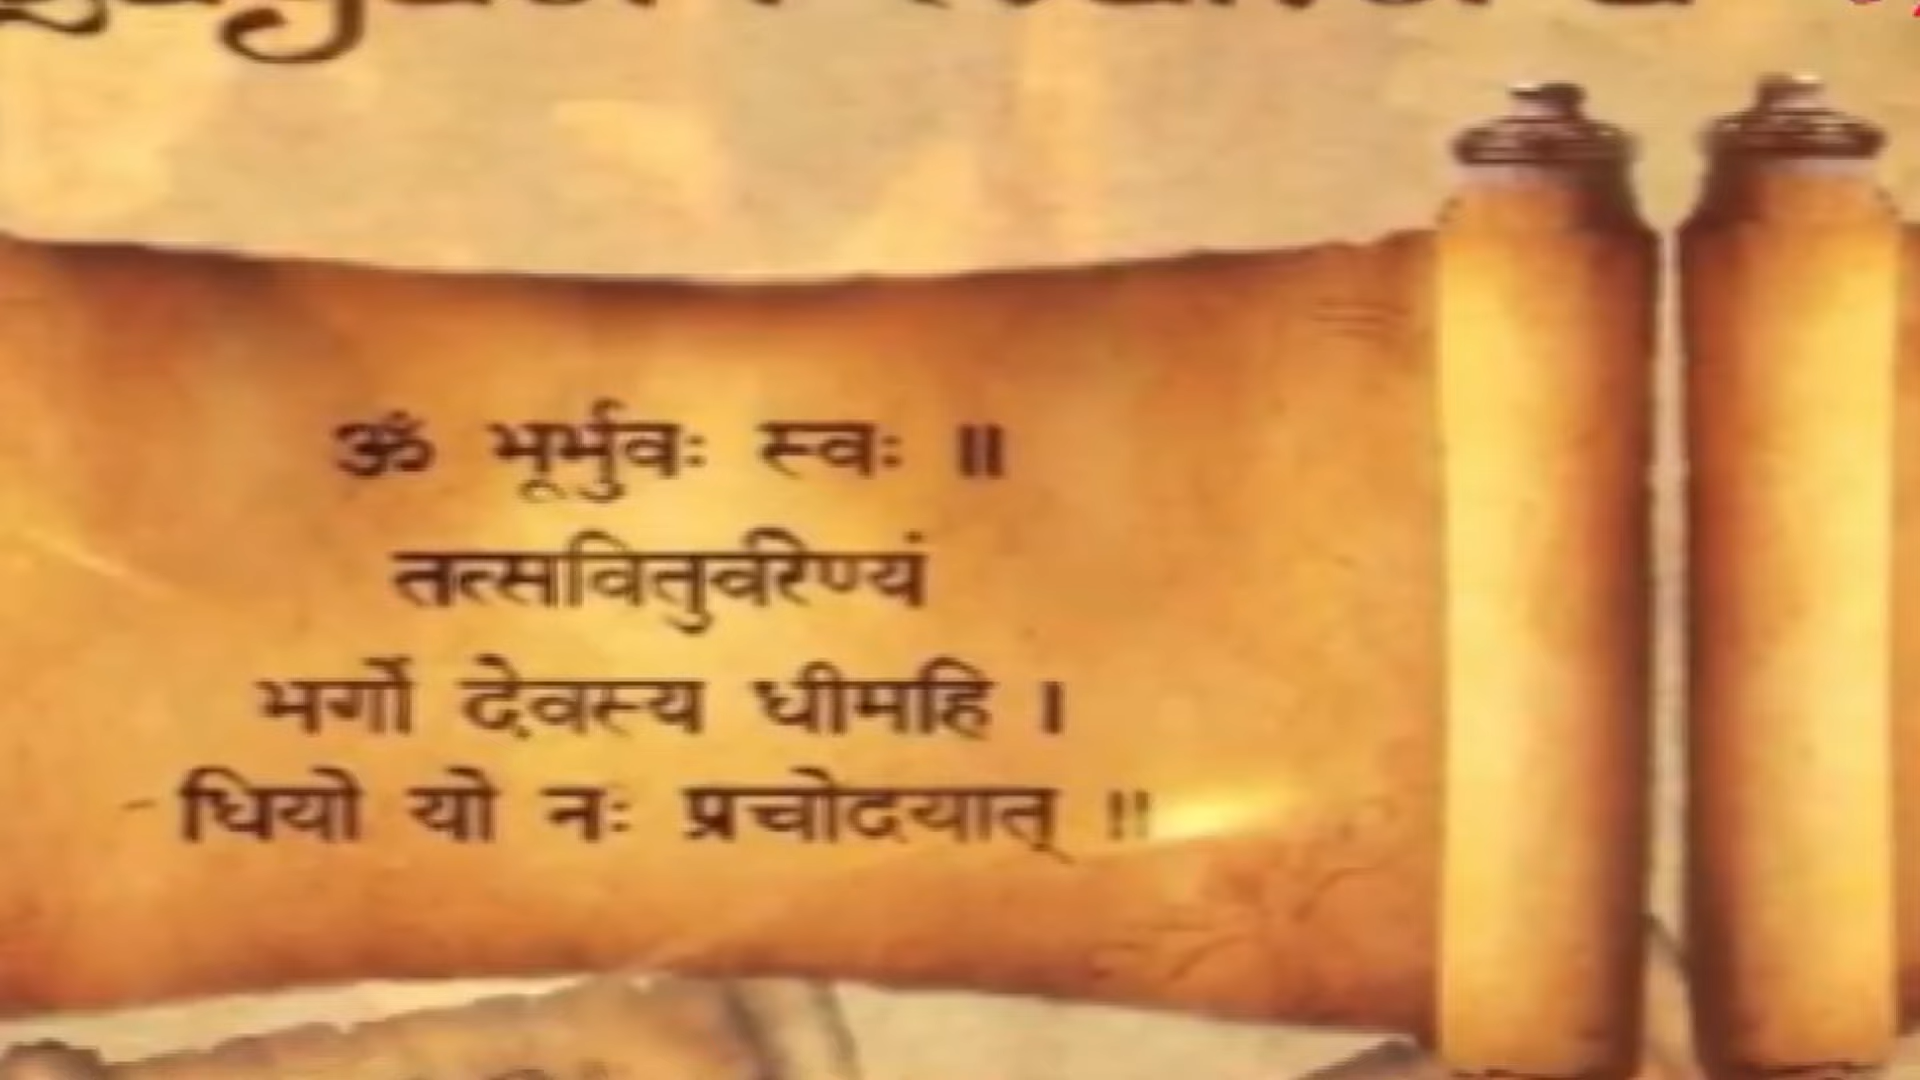 ॐ भूर्भुवः स्वः ॥
तत्सवितुर्वरेण्यं
भर्गो देवस्य धीमहि ।
धियो यो नः प्रचोदयात् !!